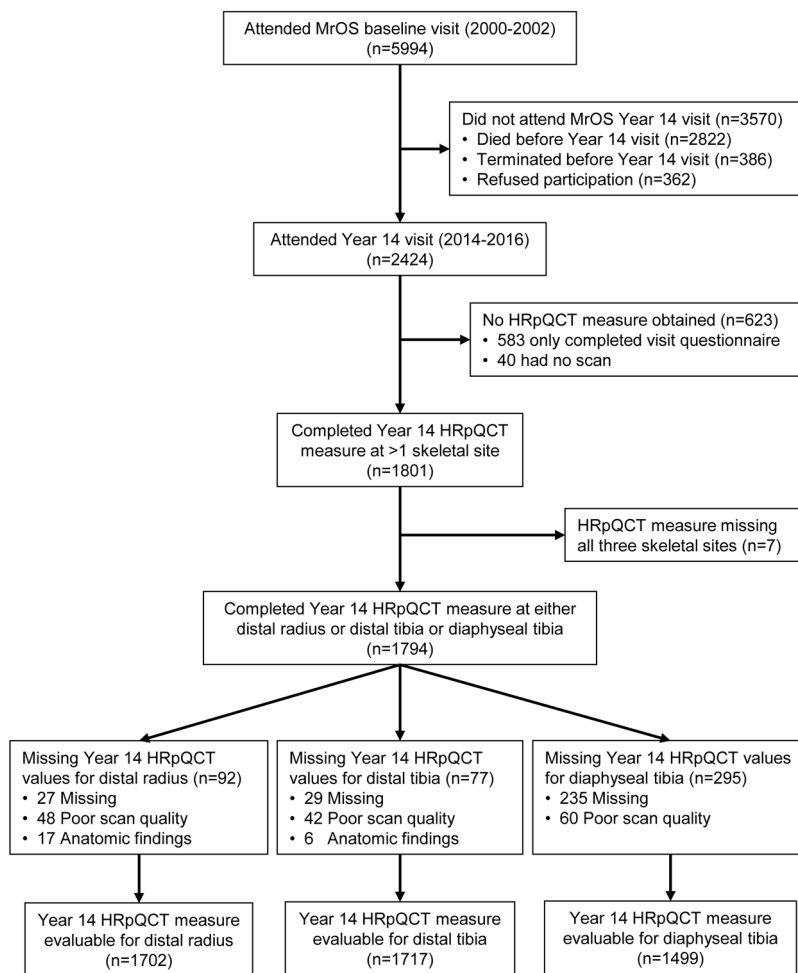 Attended MrOS baseline visit (2000-2002)
(n=5994)
Did not attend MrOS Year 14 visit (n=3570)
• Died before Year 14 visit (n=2822)
• Terminated before Year 14 visit (n=386)
• Refused participation (n=362)
Attended Year 14 visit (2014-2016)
(n=2424)
No HRpQCT measure obtained (n=623)
• 583 only completed visit questionnaire
• 40 had no scan
Completed Year 14 HRpQCT
measure at >1 skeletal site
(n=1801)
HRpQCT measure missing
all three skeletal sites (n=7)
Completed Year 14 HRpQCT measure at either
distal radius or distal tibia or diaphyseal tibia
(n=1794)
Missing Year 14 HRpQCT
values for distal radius (n=92)
• 27 Missing
• 48 Poor scan quality
• 17 Anatomic findings
Missing Year 14 HRpQCT
values for distal tibia (n=77)
• 29 Missing
• 42 Poor scan quality
• 6 Anatomic findings
Missing Year 14 HRpQCT values
for diaphyseal tibia (n=295)
• 235 Missing
• 60 Poor scan quality
Year 14 HRpQCT measure
evaluable for distal radius
(n=1702)
Year 14 HRpQCT measure
evaluable for distal tibia
(n=1717)
Year 14 HRpQCT measure
evaluable for diaphyseal tibia
(n=1499)